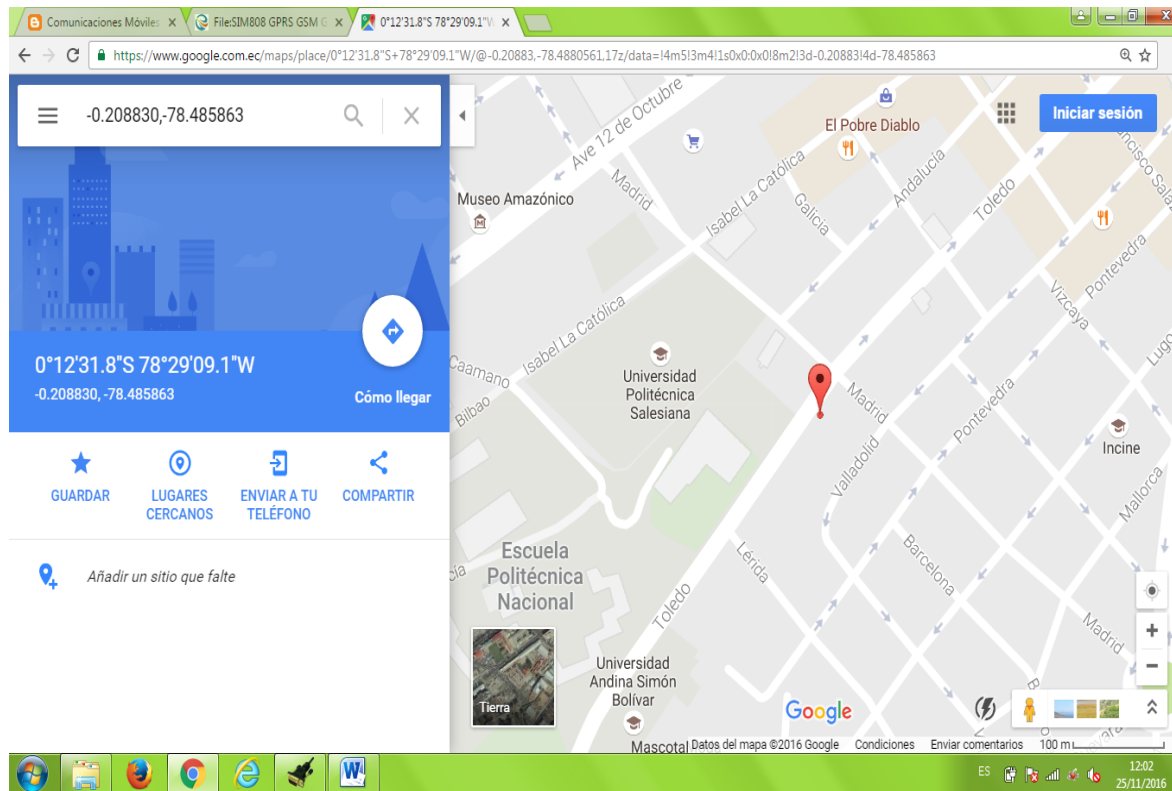 Comunicaciones Móviles
File:SIM808 GPRS GSM G
0°12'31.8"S 78°29'09.1"W
https://www.google.com.ec/maps/place/0°12'31.8"S+78°29'09.1"W/@-0.20883,-78.4880561,17z/data=!4m5!3m4!1s0x0:0x0!8m2!3d-0.20883!4d-78.485863
-0.208830,-78.485863
Iniciar sesión
0°12'31.8"S 78°29'09.1"W
-0.208830, -78.485863
Cómo llegar
GUARDAR
LUGARES
CERCANOS
ENVIAR A TU
TELÉFONO
COMPARTIR
Añadir un sitio que falte
Ave 12 de Octubre
El Pobre Diablo
Museo Amazónico
Madrid
Isabel La Católica
Galicia
Andalucía
Toledo
Pontevedra
Vizcaya
Lugo
Isabel La Católica
Caamano
Bilbao
Universidad
Politécnica
Salesiana
Madrid
Pontevedra
Valladolid
Incine
Mallorca
Escuela
Politécnica
Nacional
Lérida
Barcelona
Toledo
Madrid
Universidad
Andina Simón
Bolívar
Tierra
Google
Mascotal
Datos del mapa ©2016 Google
Condiciones
Enviar comentarios
100 m
ES
12:02
25/11/2016